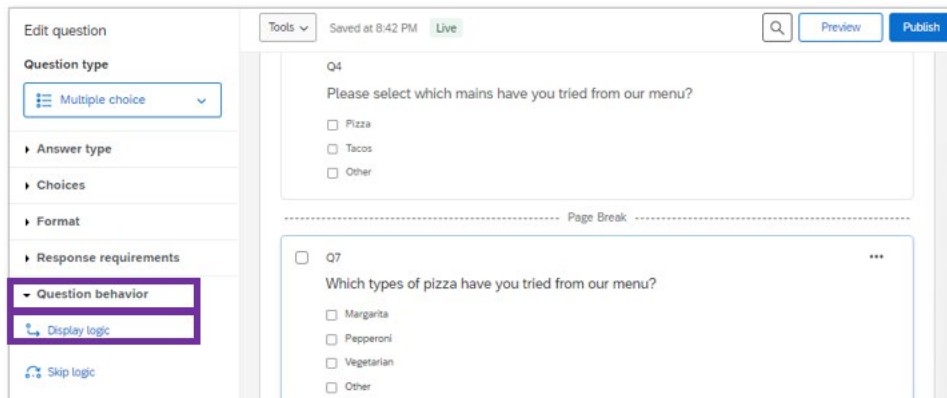 Edit question
Question type
Multiple choice
Answer type
Choices
Format
Response requirements
Question behavior
Display logic
Skip logic
Tools
Saved at 8:42 PM
Live
Preview
Publish
Q4
Please select which mains have you tried from our menu?
Pizza
Tacos
Other
Page Break
Q7
Which types of pizza have you tried from our menu?
Margarita
Pepperoni
Vegetarian
Other